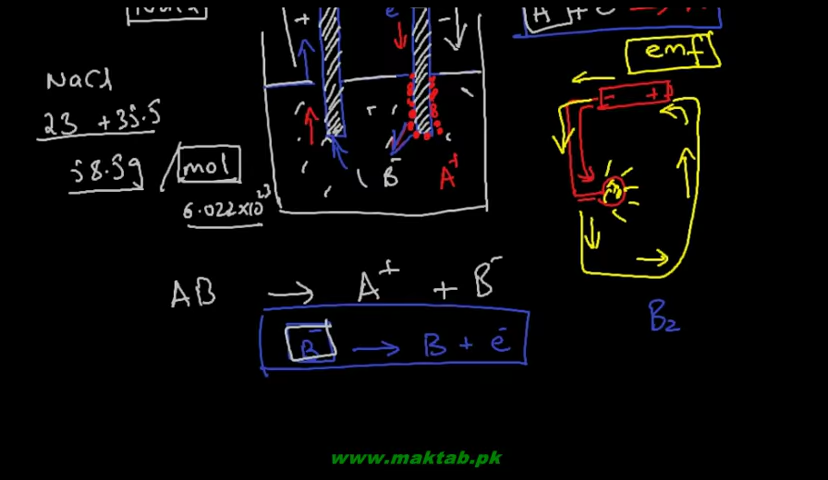 + e⁻ −
emf
− +
NaCl
23 + 35.5
58.5g / mol
6.022×10²³
B⁻ A⁺
AB → A⁺ + B⁻
B₂
B⁻ → B + e⁻
www.maktab.pk